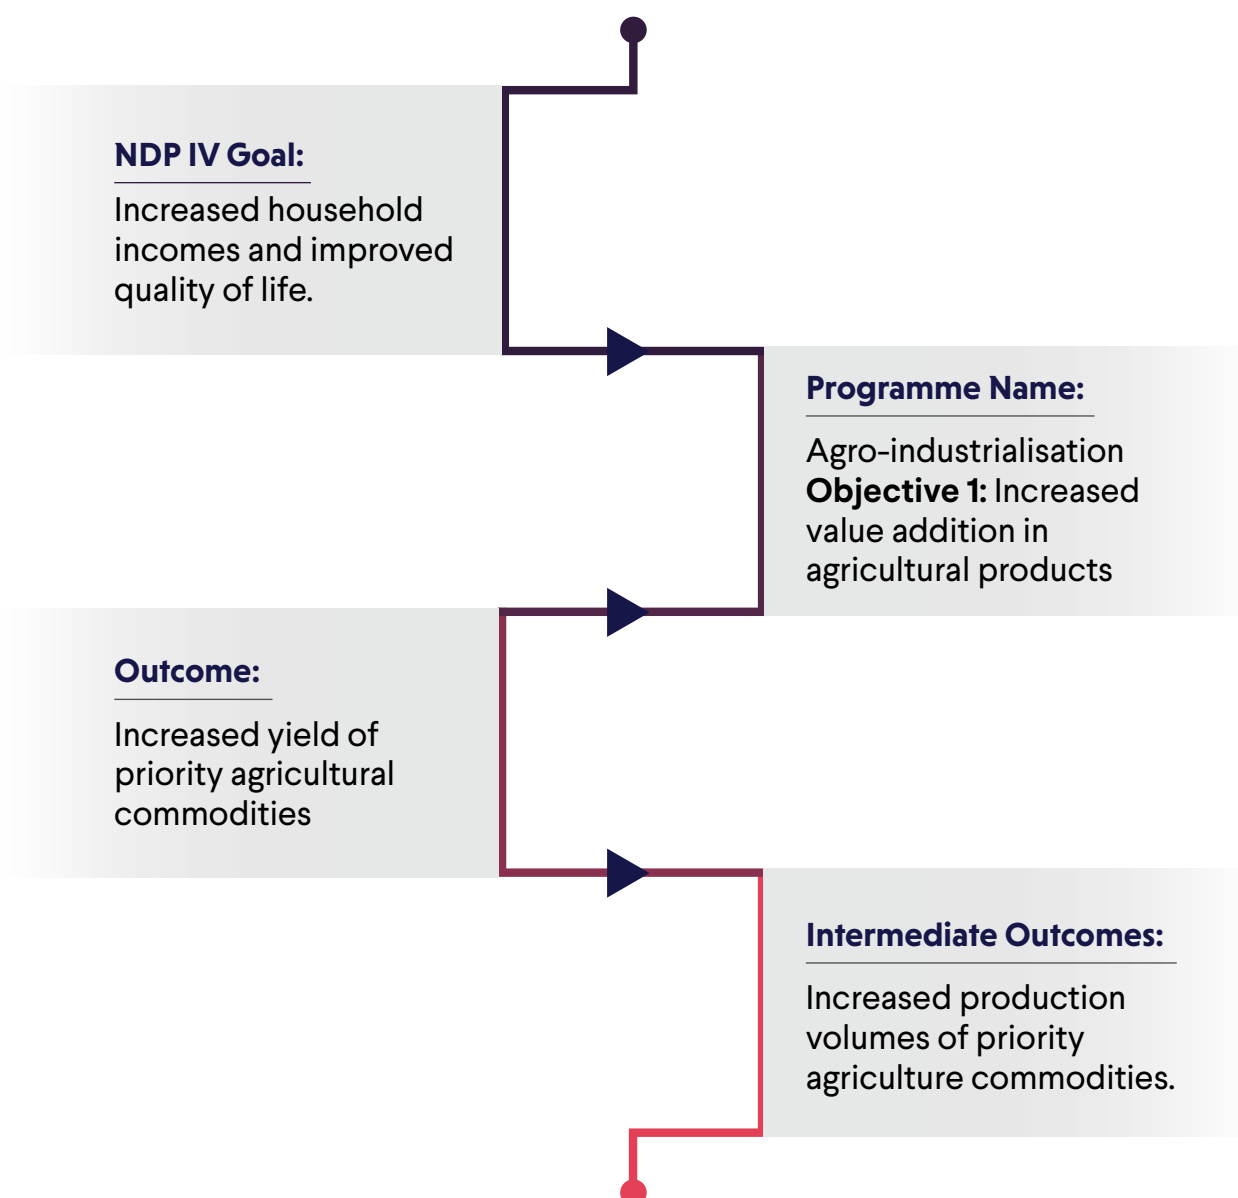 NDP IV Goal:
Increased household
incomes and improved
quality of life.
Programme Name:
Agro-industrialisation
Objective 1: Increased
value addition in
agricultural products
Outcome:
Increased yield of
priority agricultural
commodities
Intermediate Outcomes:
Increased production
volumes of priority
agriculture commodities.